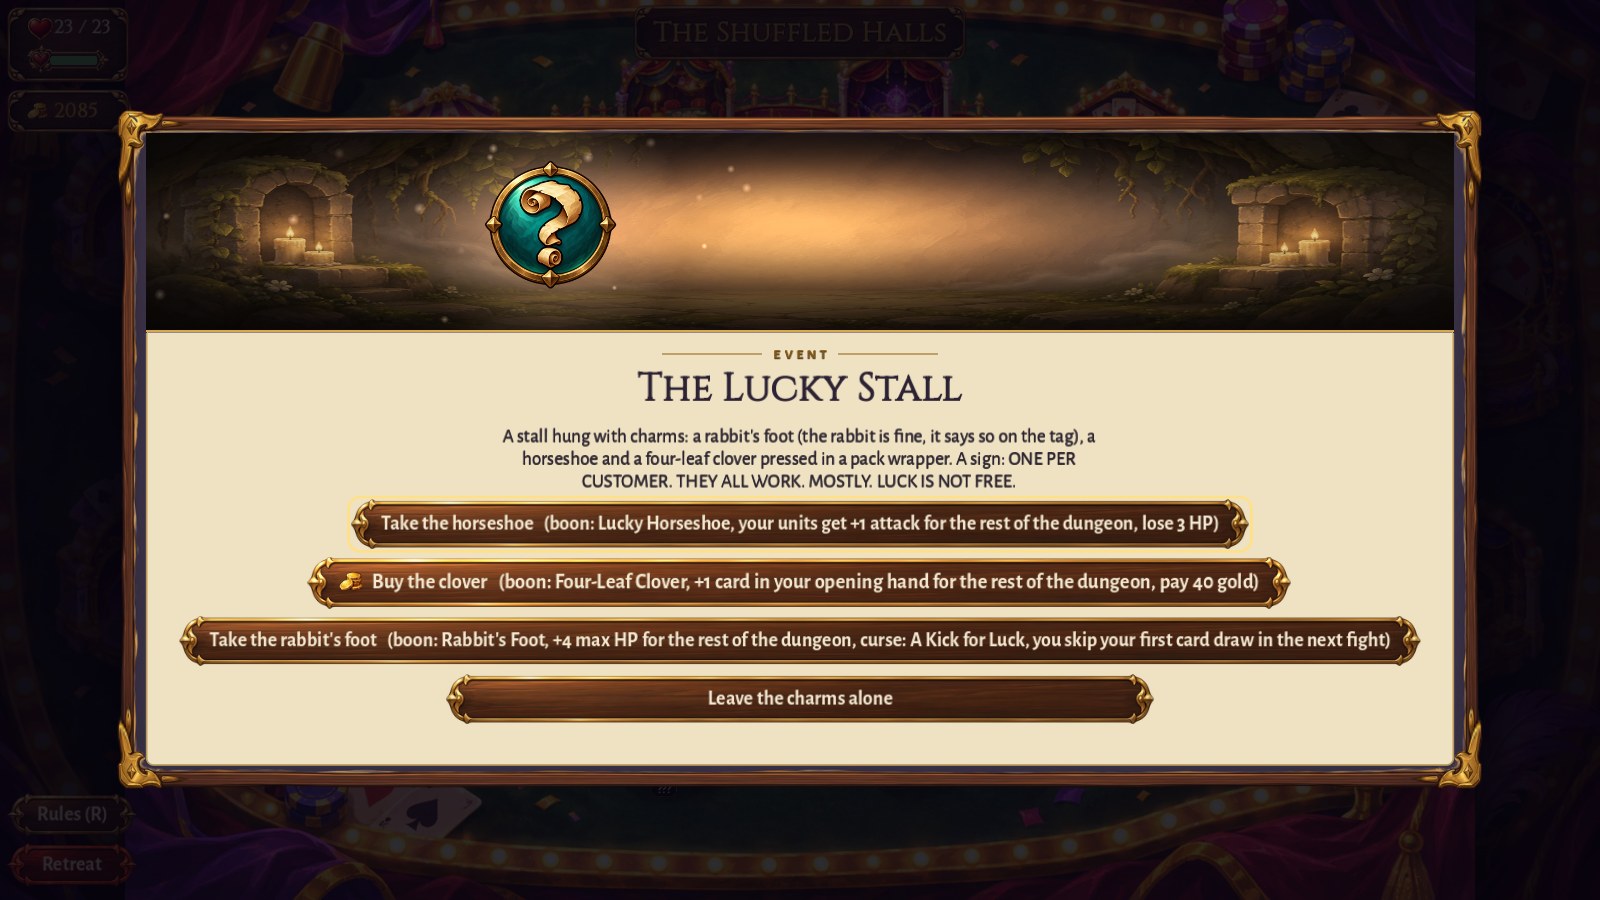 23 / 23
THE SHUFFLED HALLS
2085
EVENT
THE LUCKY STALL
A stall hung with charms: a rabbit's foot (the rabbit is fine, it says so on the tag), a
horseshoe and a four-leaf clover pressed in a pack wrapper. A sign: ONE PER
CUSTOMER. THEY ALL WORK. MOSTLY. LUCK IS NOT FREE.
Take the horseshoe (boon: Lucky Horseshoe, your units get +1 attack for the rest of the dungeon, lose 3 HP)
Buy the clover (boon: Four-Leaf Clover, +1 card in your opening hand for the rest of the dungeon, pay 40 gold)
Take the rabbit's foot (boon: Rabbit's Foot, +4 max HP for the rest of the dungeon, curse: A Kick for Luck, you skip your first card draw in the next fight)
Leave the charms alone
Rules (R)
Retreat